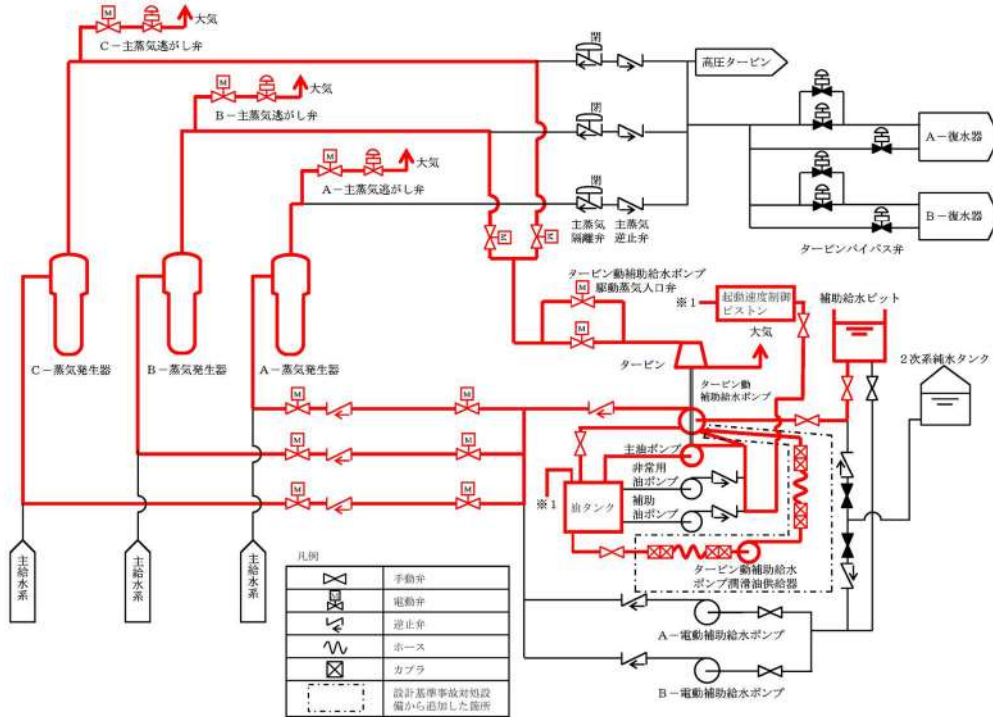 大気
C-主蒸気逃がし弁
大気
B-主蒸気逃がし弁
大気
A-主蒸気逃がし弁
閉
閉
閉
主蒸気
隔離弁
主蒸気
逆止弁
高圧タービン
A-復水器
B-復水器
タービンバイパス弁
M
M
M
M
M
C-蒸気発生器
B-蒸気発生器
A-蒸気発生器
タービン動補助給水ポンプ
駆動蒸気入口弁
M
M
※1
起動速度制御
ピストン
大気
補助給水ピット
2次系純水タンク
タービン
タービン動
補助給水ポンプ
M
M
M
M
M
M
主油ポンプ
非常用
油ポンプ
補助
油ポンプ
※1
油タンク
タービン動補助給水
ポンプ潤滑油供給器
主給水系
主給水系
主給水系
A-電動補助給水ポンプ
B-電動補助給水ポンプ
凡例
手動弁
M
電動弁
逆止弁
ホース
カプラ
設計基準事故対処設
備から追加した箇所